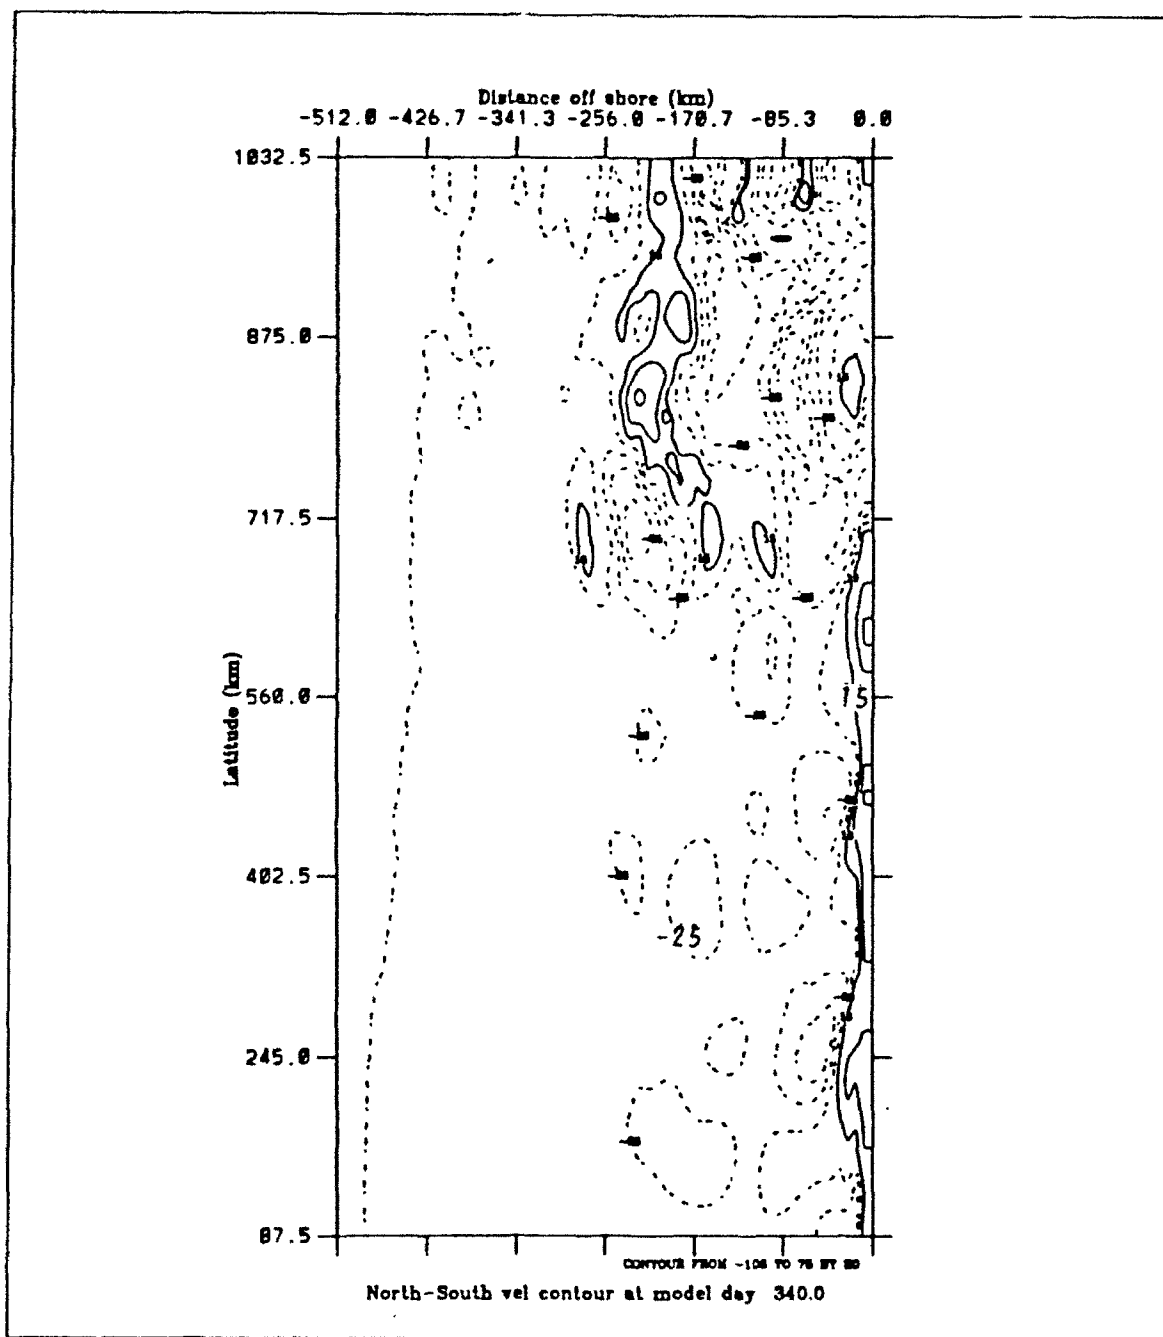 Distance off shore (km)
-512.0 -426.7 -341.3 -256.0 -170.7 -85.3 0.0
1032.5
875.0
717.5
Latitude (km)
560.0
15
402.5
-25
245.0
87.5
CONTOUR FROM -105 TO 75 BY 20
North-South vel contour at model day 340.0